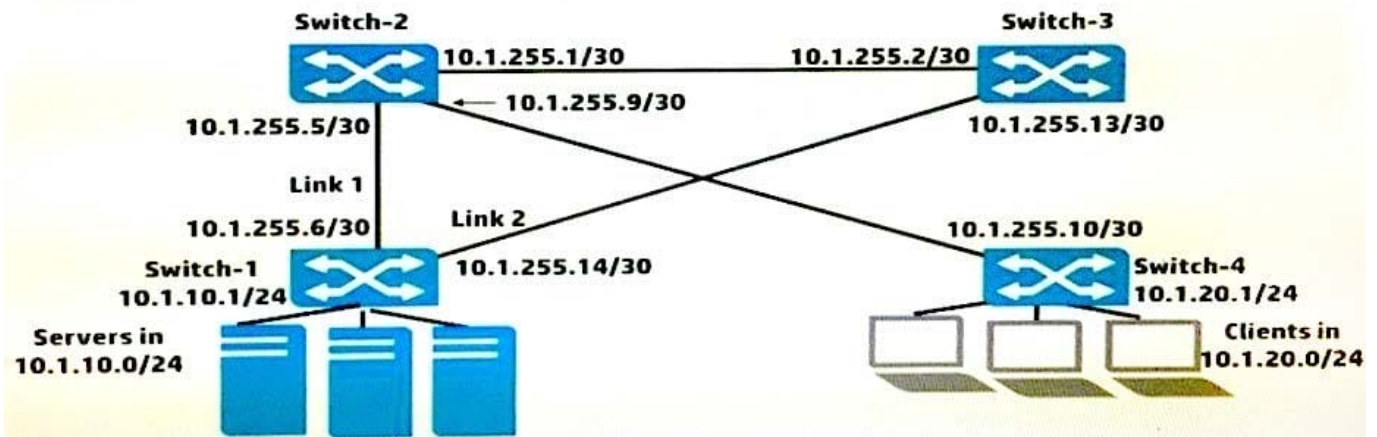 Switch-2
Switch-3
10.1.255.1/30
10.1.255.2/30
10.1.255.9/30
10.1.255.5/30
10.1.255.13/30
Link 1
Link 2
10.1.255.6/30
10.1.255.10/30
Switch-1
10.1.10.1/24
10.1.255.14/30
Switch-4
10.1.20.1/24
Servers in
10.1.10.0/24
Clients in
10.1.20.0/24